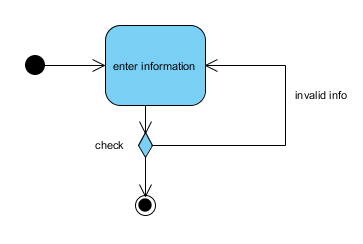 enter information
invalid info
check